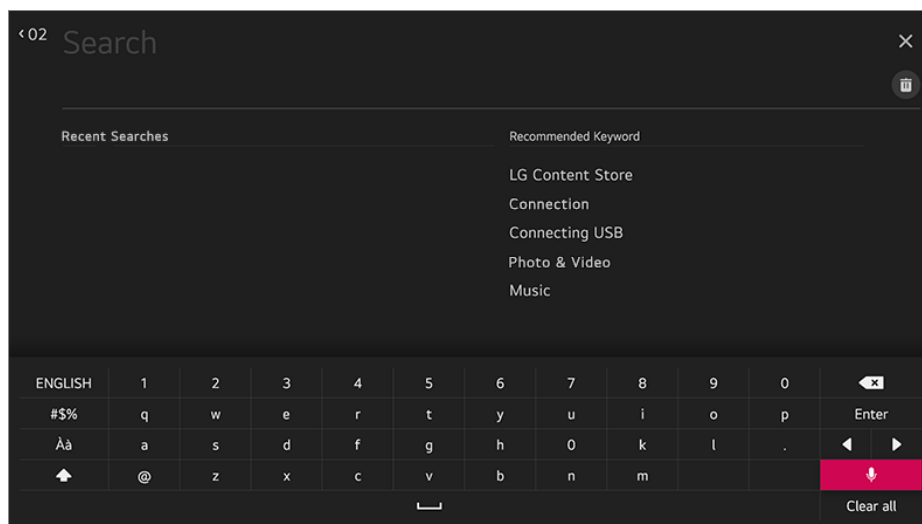 ‹02 Search
Recent Searches
Recommended Keyword
LG Content Store
Connection
Connecting USB
Photo & Video
Music
ENGLISH 1 2 3 4 5 6 7 8 9 0
#$% q w e r t y u i o p Enter
Àà a s d f g h 0 k l .
@ z x c v b n m
Clear all